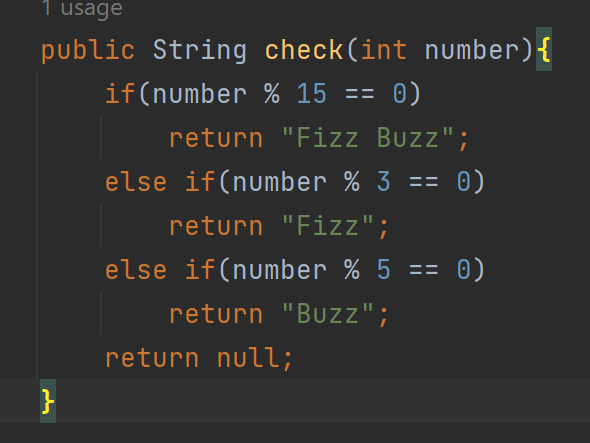 1 usage
public String check(int number){
    if(number % 15 == 0)
        return "Fizz Buzz";
    else if(number % 3 == 0)
        return "Fizz";
    else if(number % 5 == 0)
        return "Buzz";
    return null;
}